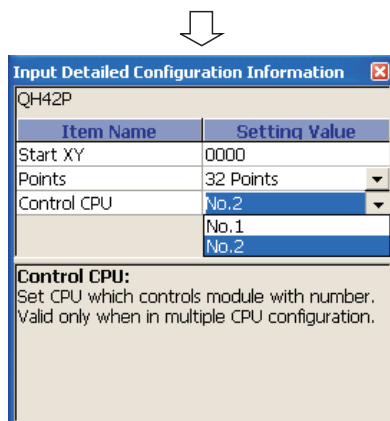 Input Detailed Configuration Information
QH42P
Item Name Setting Value
Start XY 0000
Points 32 Points
Control CPU No.2
No.1
No.2
Control CPU:
Set CPU which controls module with number.
Valid only when in multiple CPU configuration.